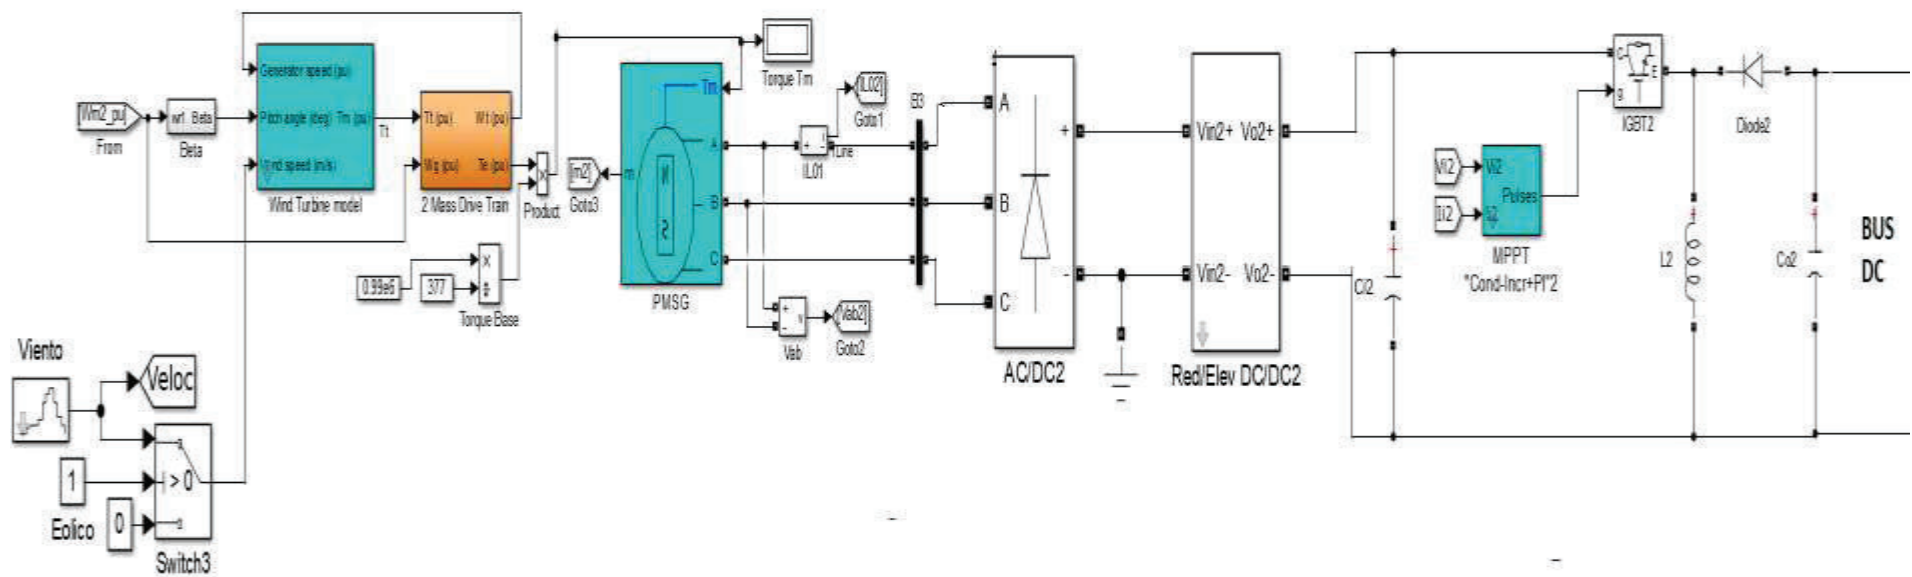 [Wm2_pu]
From
wr1 Beta
Beta
Generator speed (pu)
Pitch angle (deg) Tm (pu)
Wind speed (m/s)
Wind Turbine model
Tt
Tt (pu) Wt (pu)
Wg (pu) Te (pu)
2 Mass Drive Train
×
Product
0.99e6
377
×
÷
Torque Base
[m2]
Goto3
Tm
m
A
B
C
N
S
PMSG
Torque Tm
[IL02]
Goto1
+ -
IL01
+
-
v
Vab
[Vab2]
Goto2
B3
A
B
C
+
-
AC/DC2
Vin2+ Vo2+
Vin2- Vo2-
Red/Elev DC/DC2
+
Ci2
C
E
g
IGBT2
Vi2
Ii2
Vi2
Ii2
Pulses
MPPT
"Cond-Incr+PI"2
Diode2
+
L2
+
Co2
BUS
DC
Viento
Veloc
1
Eolico
0
> 0
Switch3